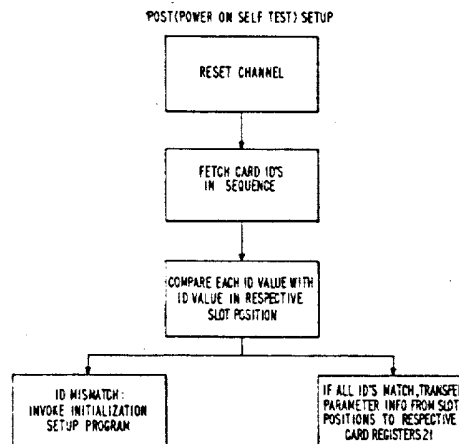 POST(POWER ON SELF TEST) SETUP
RESET CHANNEL
FETCH CARD ID'S
IN SEQUENCE
COMPARE EACH ID VALUE WITH
ID VALUE IN RESPECTIVE
SLOT POSITION
ID MISMATCH:
INVOKE INITIALIZATION
SETUP PROGRAM
IF ALL ID'S MATCH, TRANSFER
PARAMETER INFO FROM SLOT
POSITIONS TO RESPECTIVE
CARD REGISTERS 21